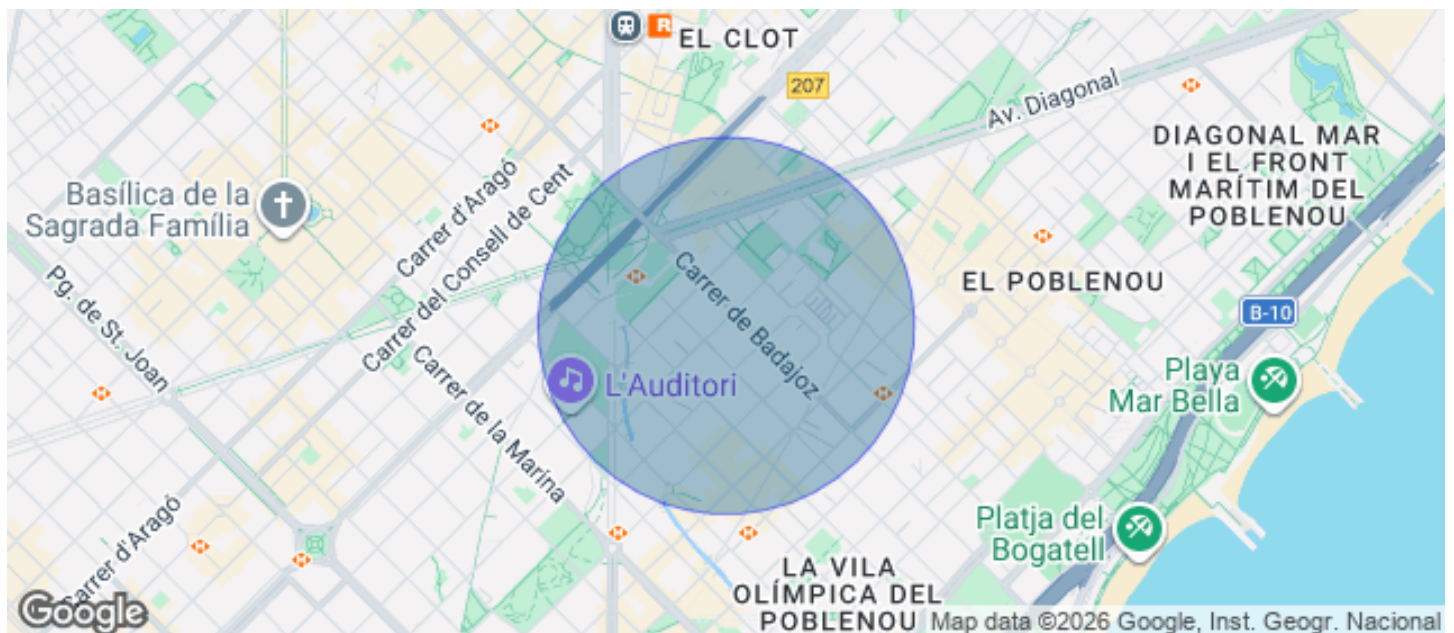 R
EL CLOT
207
Av. Diagonal
DIAGONAL MAR
I EL FRONT
MARÍTIM DEL
POBLENOU
Basílica de la
Sagrada Família
Carrer d'Aragó
Carrer del Consell de Cent
Pg. de St. Joan
Carrer de Badajoz
EL POBLENOU
B-10
L'Auditori
Carrer de la Marina
Playa
Mar Bella
Platja del
Bogatell
Carrer d'Aragó
LA VILA
OLÍMPICA DEL
POBLENOU
Google
Map data ©2026 Google, Inst. Geogr. Nacional